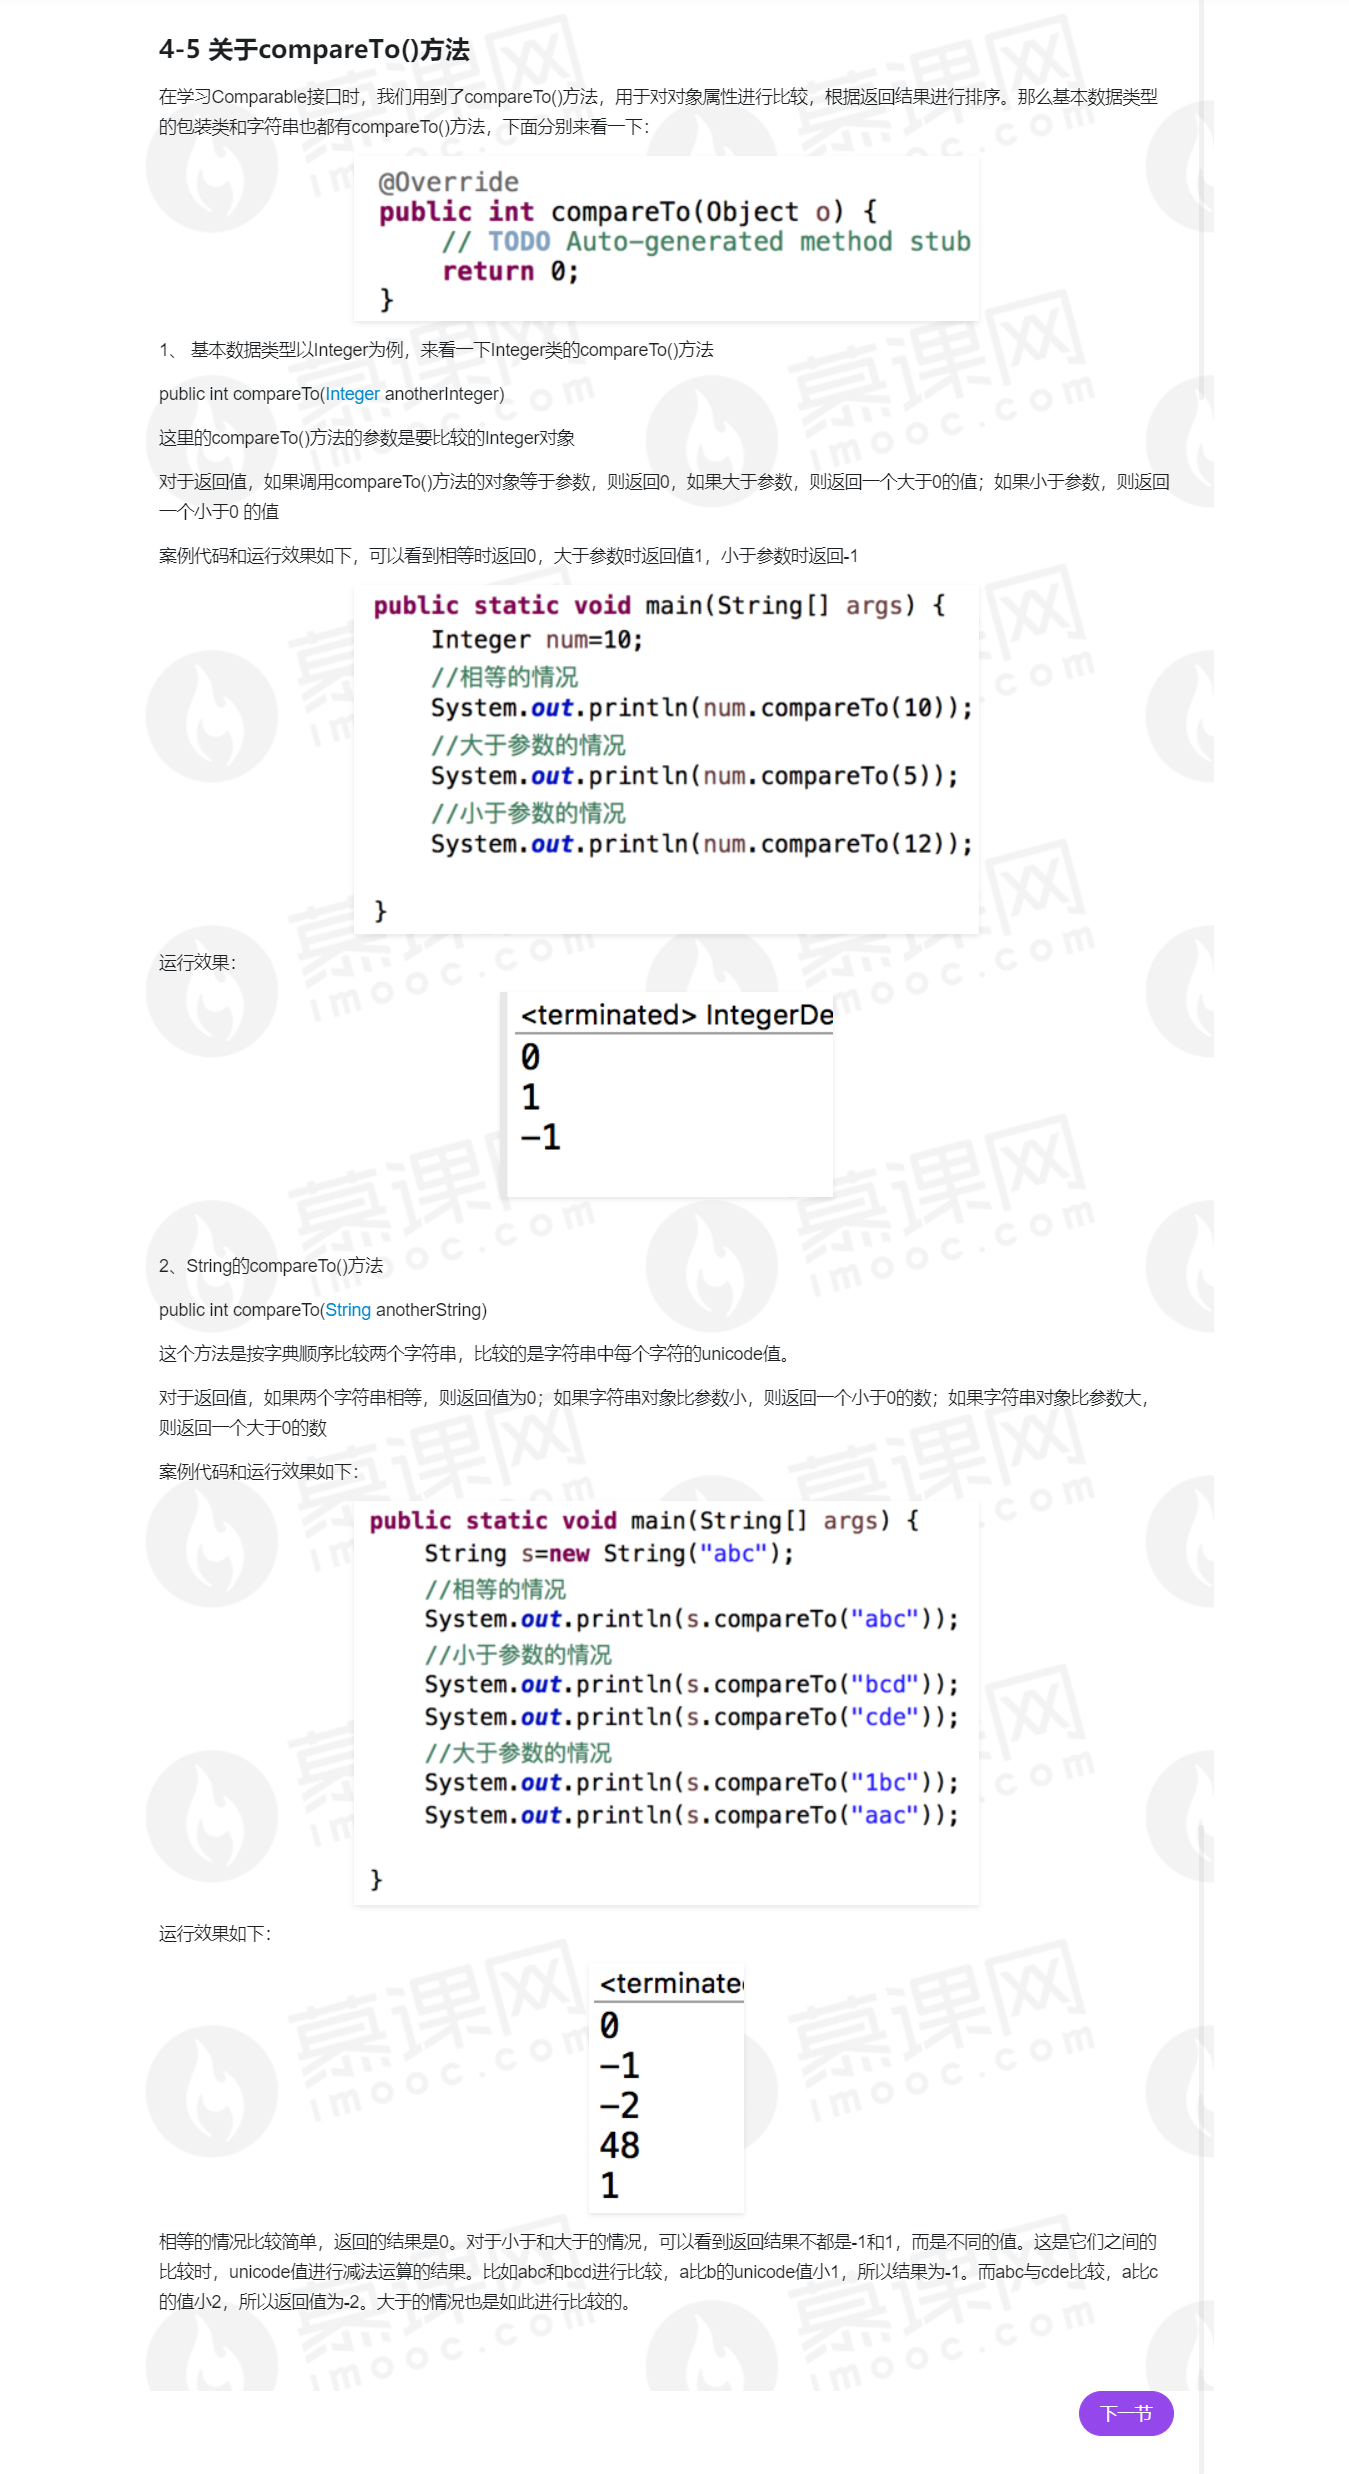 4-5 关于compareTo()方法
在学习Comparable接口时，我们用到了compareTo()方法，用于对对象属性进行比较，根据返回结果进行排序。那么基本数据类型
的包装类和字符串也都有compareTo()方法，下面分别来看一下：
@Override
public int compareTo(Object o) {
// TODO Auto-generated method stub
return 0;
}
1、 基本数据类型以Integer为例，来看一下Integer类的compareTo()方法
public int compareTo(Integer anotherInteger)
这里的compareTo()方法的参数是要比较的Integer对象
对于返回值，如果调用compareTo()方法的对象等于参数，则返回0，如果大于参数，则返回一个大于0的值；如果小于参数，则返回
一个小于0 的值
案例代码和运行效果如下，可以看到相等时返回0，大于参数时返回值1，小于参数时返回-1
public static void main(String[] args) {
Integer num=10;
//相等的情况
System.out.println(num.compareTo(10));
//大于参数的情况
System.out.println(num.compareTo(5));
//小于参数的情况
System.out.println(num.compareTo(12));
}
运行效果：
<terminated> IntegerDe
0
1
-1
2、String的compareTo()方法
public int compareTo(String anotherString)
这个方法是按字典顺序比较两个字符串，比较的是字符串中每个字符的unicode值。
对于返回值，如果两个字符串相等，则返回值为0；如果字符串对象比参数小，则返回一个小于0的数；如果字符串对象比参数大，
则返回一个大于0的数
案例代码和运行效果如下：
public static void main(String[] args) {
String s=new String("abc");
//相等的情况
System.out.println(s.compareTo("abc"));
//小于参数的情况
System.out.println(s.compareTo("bcd"));
System.out.println(s.compareTo("cde"));
//大于参数的情况
System.out.println(s.compareTo("1bc"));
System.out.println(s.compareTo("aac"));
}
运行效果如下：
<terminate
0
-1
-2
48
1
相等的情况比较简单，返回的结果是0。对于小于和大于的情况，可以看到返回结果不都是-1和1，而是不同的值。这是它们之间的
比较时，unicode值进行减法运算的结果。比如abc和bcd进行比较，a比b的unicode值小1，所以结果为-1。而abc与cde比较，a比c
的值小2，所以返回值为-2。大于的情况也是如此进行比较的。
下一节
慕课网
imooc.com